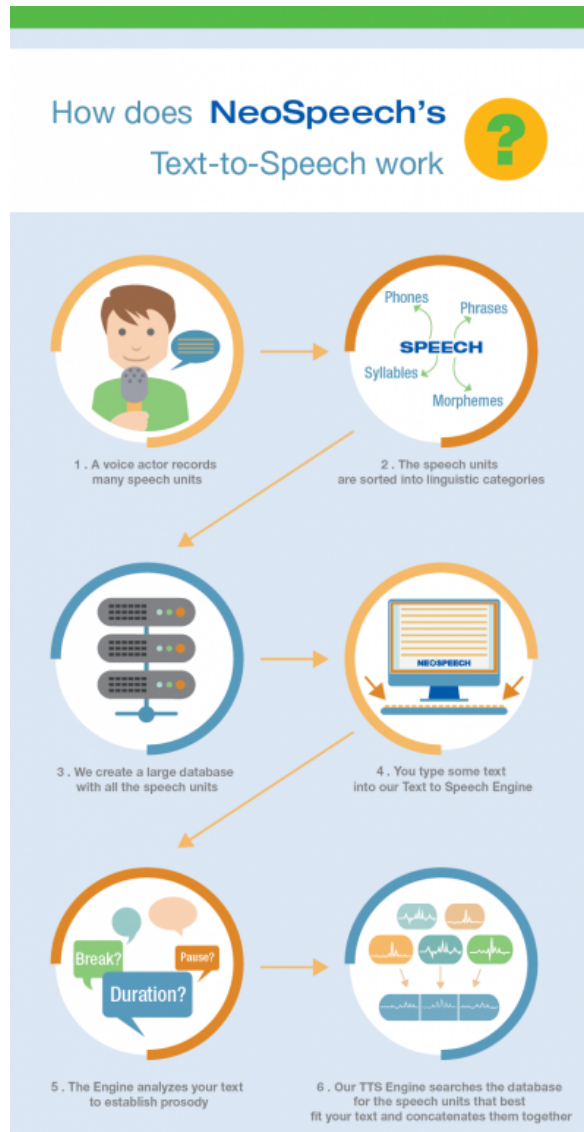 How does NeoSpeech's
Text-to-Speech work
?
Phones
Phrases
SPEECH
Syllables
Morphemes
1 . A voice actor records
many speech units
2 . The speech units
are sorted into linguistic categories
NEOSPEECH
3 . We create a large database
with all the speech units
4 . You type some text
into our Text to Speech Engine
Break?
Pause?
Duration?
5 . The Engine analyzes your text
to establish prosody
6 . Our TTS Engine searches the database
for the speech units that best
fit your text and concatenates them together